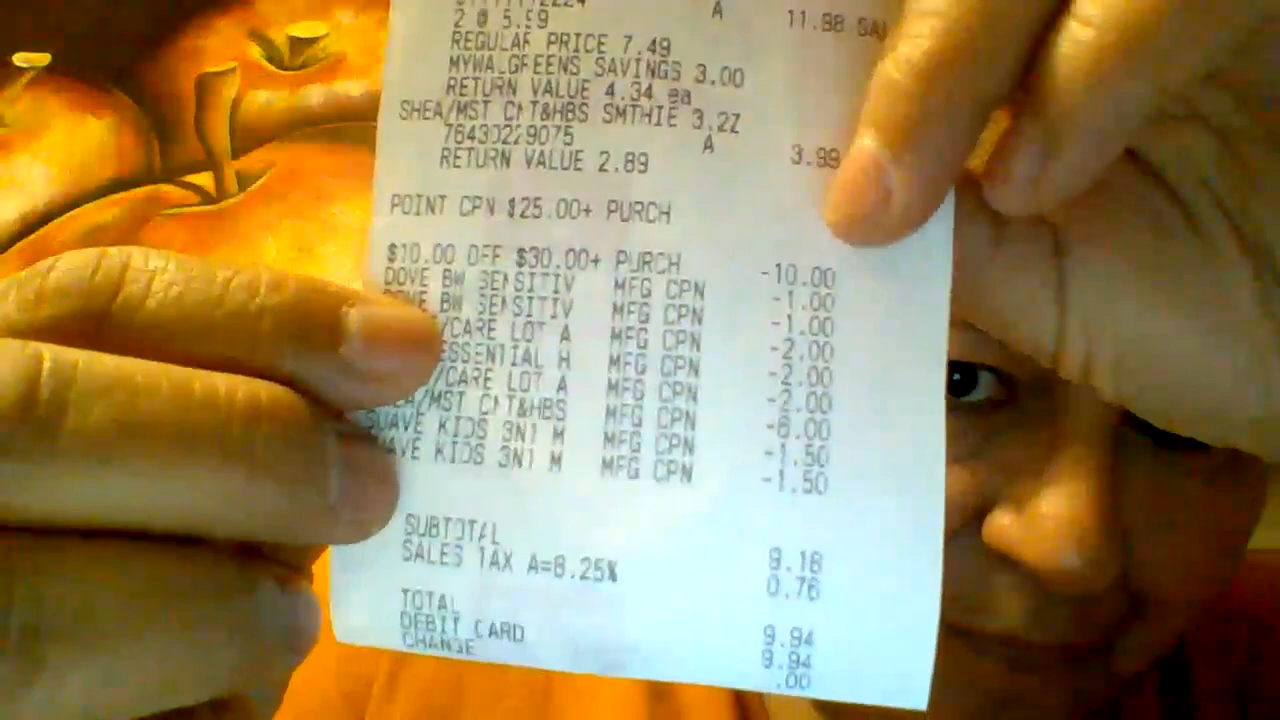 A 11.98 SA
2 @ 5.99
REGULAR PRICE 7.49
MYWALGREENS SAVINGS 3.00
RETURN VALUE 4.34 ea
SHEA/MST CNT&HBS SMTHIE 3.2Z
76430229075 A 3.99
RETURN VALUE 2.89
POINT CPN $25.00+ PURCH
$10.00 OFF $30.00+ PURCH -10.00
DOVE BW SENSITIV MFG CPN -1.00
DOVE BW SENSITIV MFG CPN -1.00
/CARE LOT A MFG CPN -2.00
ESSENTIAL H MFG CPN -2.00
/CARE LOT A MFG CPN -2.00
/MST CNT&HBS MFG CPN -6.00
SUAVE KIDS 3N1 M MFG CPN -1.50
AVE KIDS 3N1 M MFG CPN -1.50
SUBTOTAL 9.18
SALES TAX A=8.25% 0.76
TOTAL 9.94
DEBIT CARD 9.94
CHANGE .00